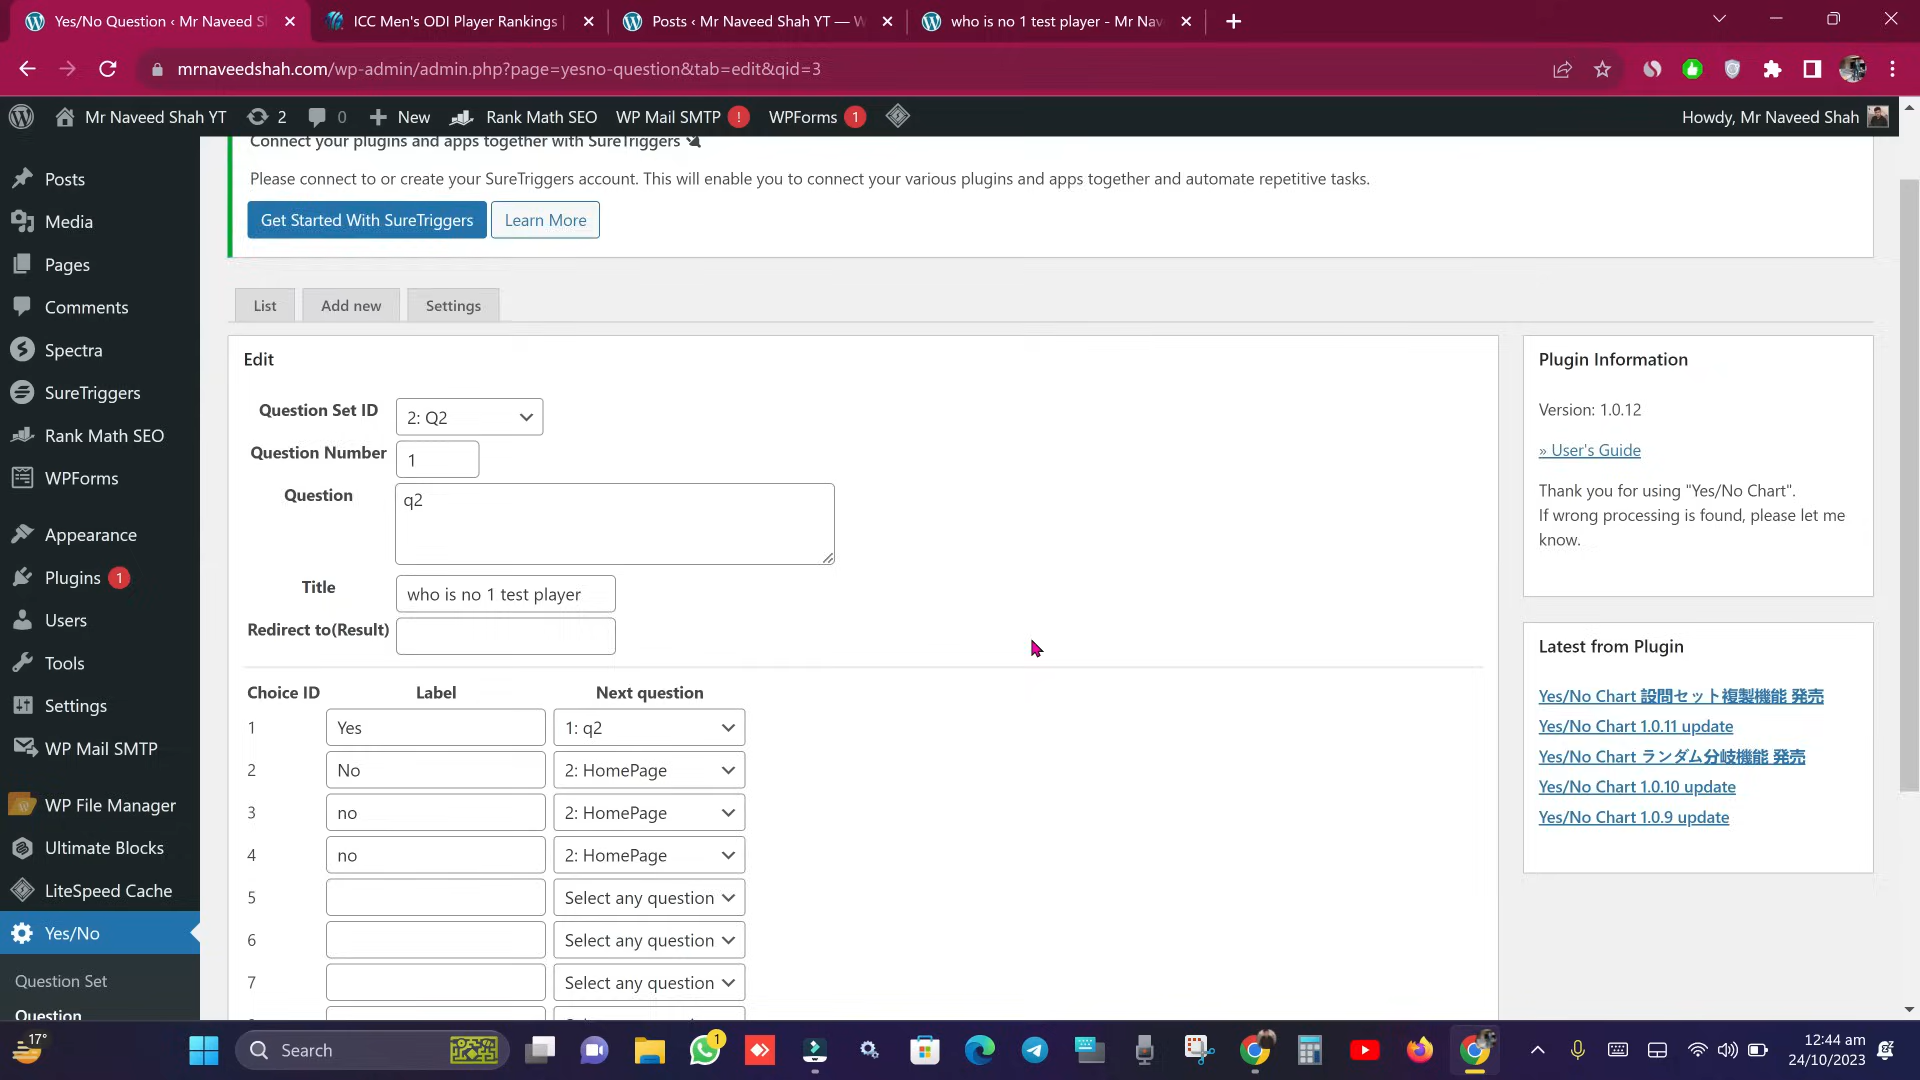 Yes/No Question ‹ Mr Naveed S
ICC Men's ODI Player Rankings |
Posts ‹ Mr Naveed Shah YT — W
who is no 1 test player - Mr Nav
mrnaveedshah.com/wp-admin/admin.php?page=yesno-question&tab=edit&qid=3
Mr Naveed Shah YT
2
0
New
Rank Math SEO
WP Mail SMTP !
WPForms 1
Howdy, Mr Naveed Shah
Connect your plugins and apps together with SureTriggers
Please connect to or create your SureTriggers account. This will enable you to connect your various plugins and apps together and automate repetitive tasks.
Get Started With SureTriggers
Learn More
Posts
Media
Pages
Comments
Spectra
SureTriggers
Rank Math SEO
WPForms
Appearance
Plugins 1
Users
Tools
Settings
WP Mail SMTP
WP File Manager
Ultimate Blocks
LiteSpeed Cache
Yes/No
Question Set
Question
List
Add new
Settings
Edit
Question Set ID 2: Q2
Question Number 1
Question q2
Title who is no 1 test player
Redirect to(Result)
Choice ID Label Next question
1 Yes 1: q2
2 No 2: HomePage
3 no 2: HomePage
4 no 2: HomePage
5 Select any question
6 Select any question
7 Select any question
Plugin Information
Version: 1.0.12
» User's Guide
Thank you for using "Yes/No Chart".
If wrong processing is found, please let me
know.
Latest from Plugin
Yes/No Chart 設問セット複製機能 発売
Yes/No Chart 1.0.11 update
Yes/No Chart ランダム分岐機能 発売
Yes/No Chart 1.0.10 update
Yes/No Chart 1.0.9 update
17°
Search
1
12:44 am
24/10/2023